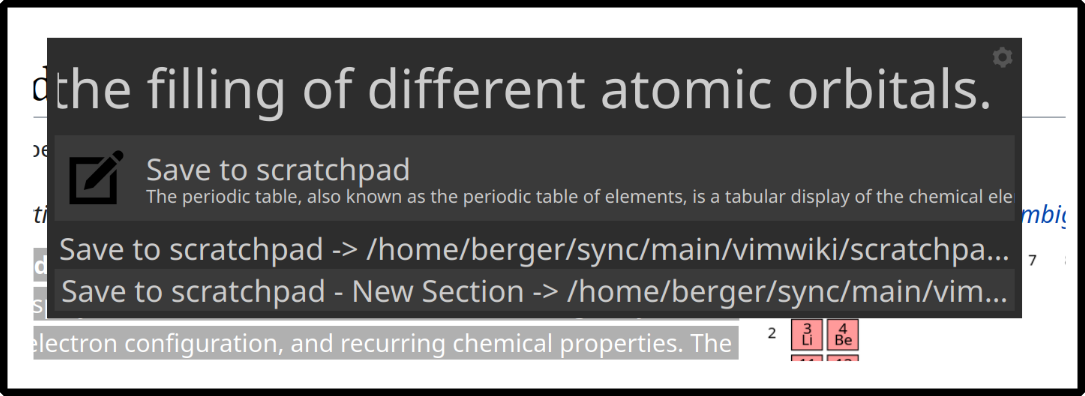 the filling of different atomic orbitals.
Save to scratchpad
The periodic table, also known as the periodic table of elements, is a tabular display of the chemical ele
Save to scratchpad -> /home/berger/sync/main/vimwiki/scratchpa...
7
Save to scratchpad - New Section -> /home/berger/sync/main/vim...
electron configuration, and recurring chemical properties. The
2
3
4
Li
Be